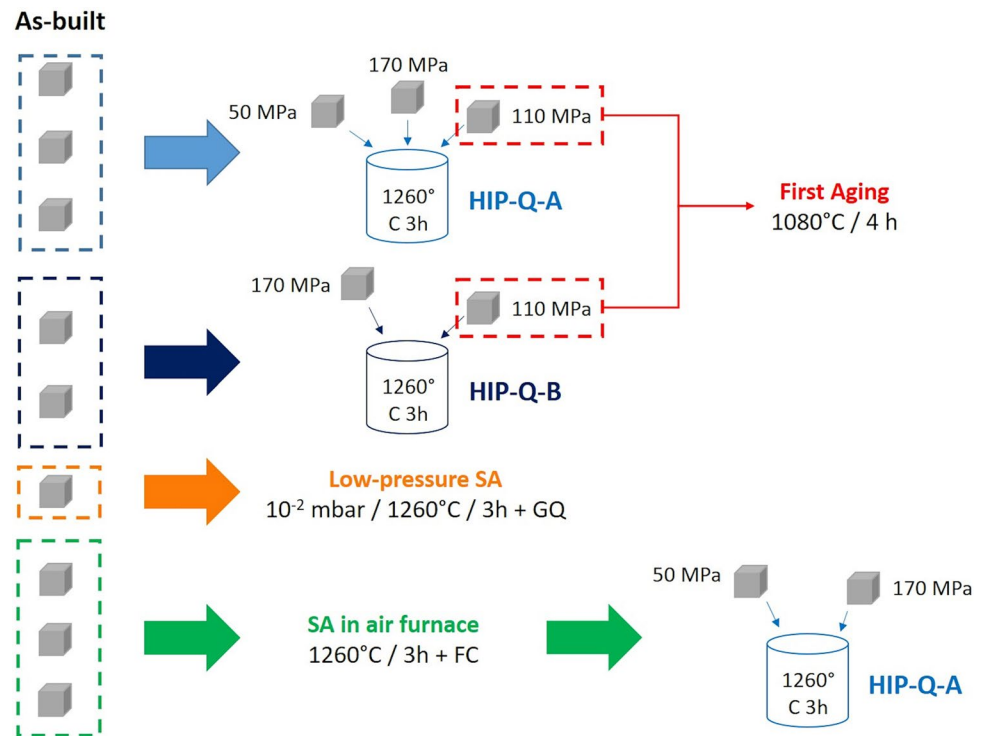 As-built
170 MPa
50 MPa
110 MPa
1260°
C 3h
HIP-Q-A
First Aging
1080°C / 4 h
170 MPa
110 MPa
1260°
C 3h
HIP-Q-B
Low-pressure SA
10⁻² mbar / 1260°C / 3h + GQ
50 MPa
170 MPa
SA in air furnace
1260°C / 3h + FC
1260°
C 3h
HIP-Q-A